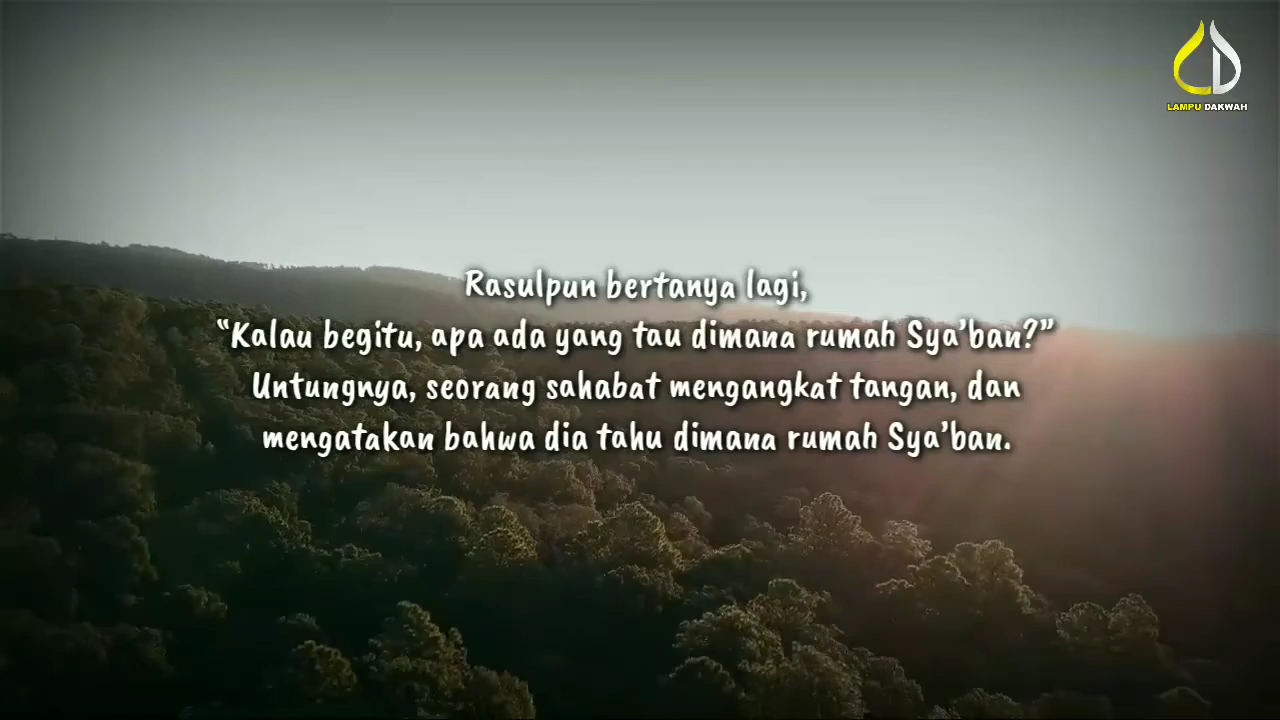 LAMPU DAKWAH
Rasulpun bertanya lagi,
“Kalau begitu, apa ada yang tau dimana rumah Sya’ban?”
Untungnya, seorang sahabat mengangkat tangan, dan
mengatakan bahwa dia tahu dimana rumah Sya’ban.